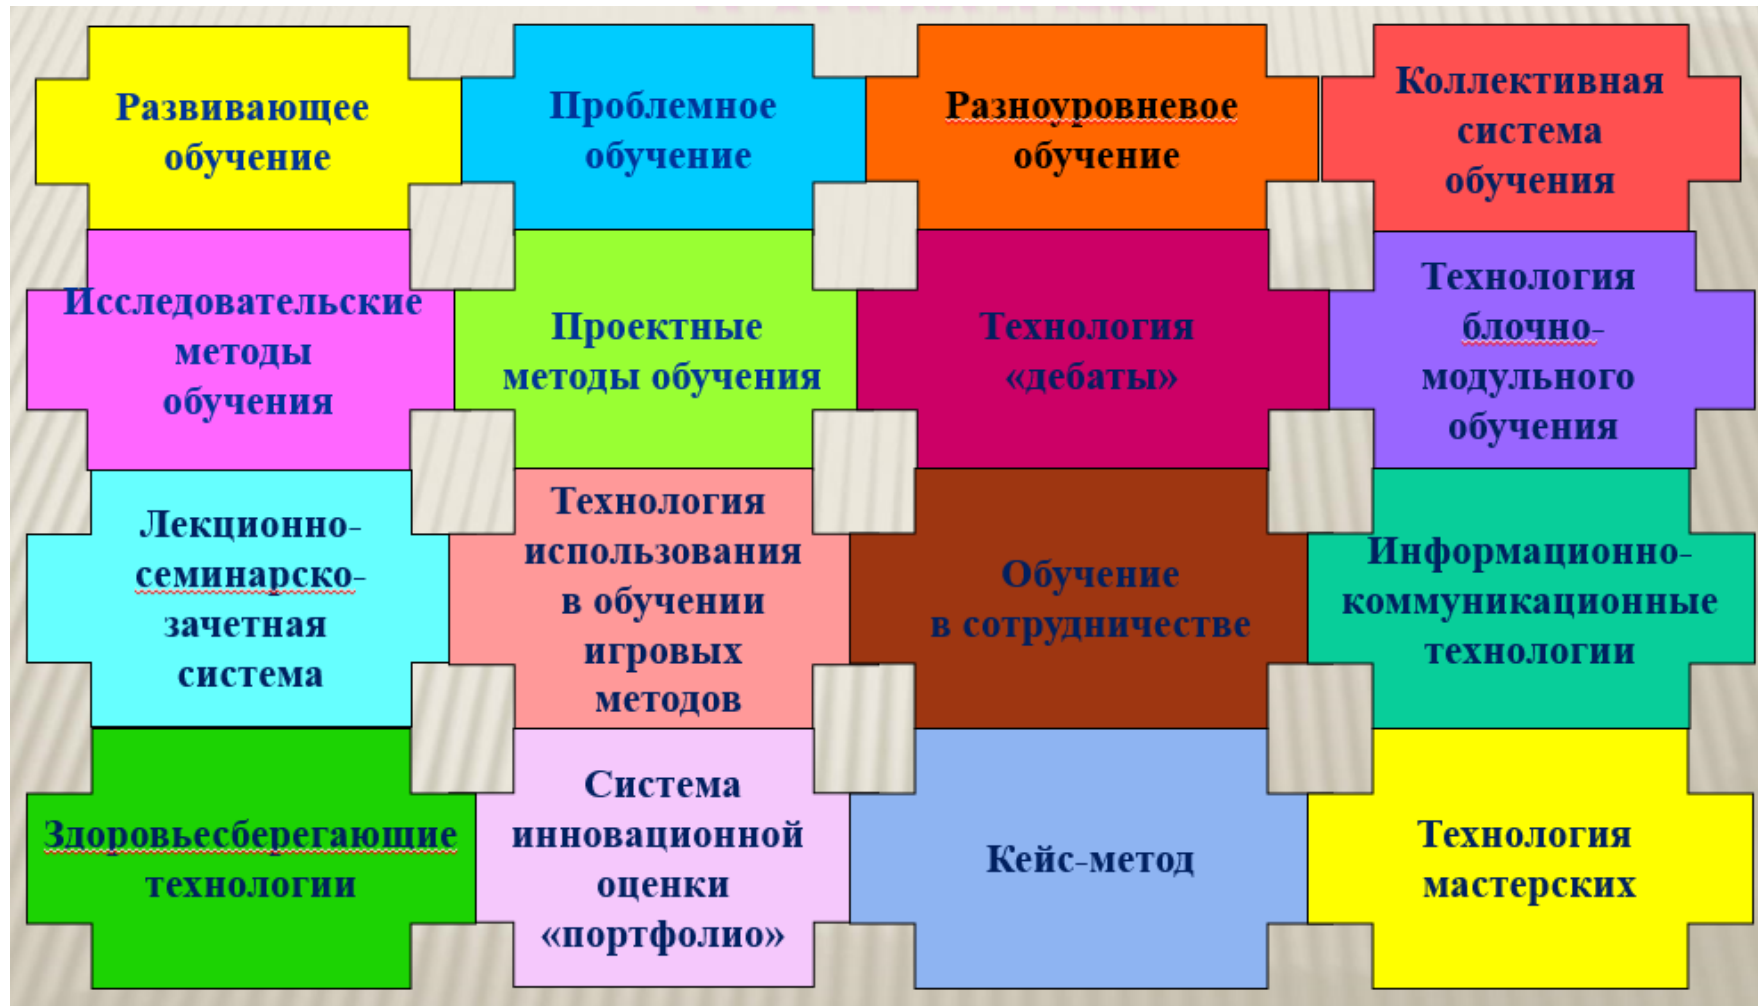 Развивающее
обучение
Проблемное
обучение
Разноуровневое
обучение
Коллективная
система
обучения
Исследовательские
методы
обучения
Проектные
методы обучения
Технология
«дебаты»
Технология
блочно-
модульного
обучения
Лекционно-
семинарско-
зачетная
система
Технология
использования
в обучении
игровых
методов
Обучение
в сотрудничестве
Информационно-
коммуникационные
технологии
Здоровьесберегающие
технологии
Система
инновационной
оценки
«портфолио»
Кейс-метод
Технология
мастерских